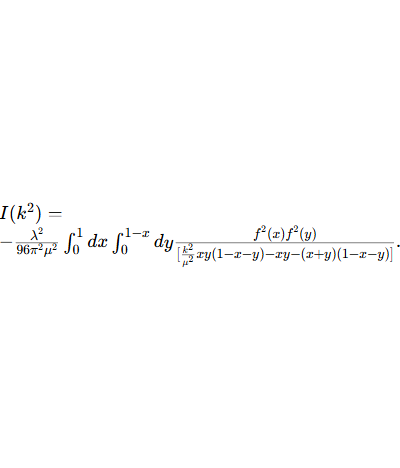 I(k^2) =
-\frac{\lambda^2}{96\pi^2\mu^2} \int_0^1 dx \int_0^{1-x} dy \frac{f^2(x)f^2(y)}{[\frac{k^2}{\mu^2}xy(1-x-y)-xy-(x+y)(1-x-y)]}.